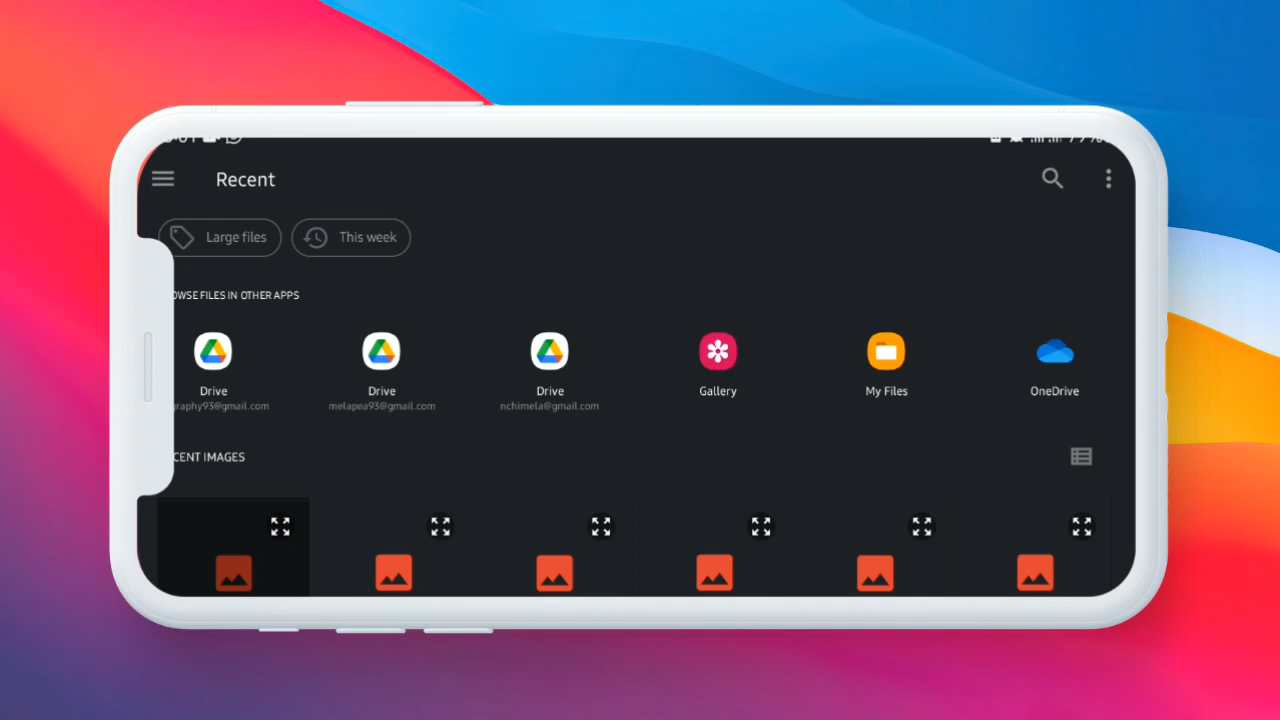 Recent
Large files
This week
OWSE FILES IN OTHER APPS
Drive
Drive
Drive
Gallery
My Files
OneDrive
graphy93@gmail.com
melapea93@gmail.com
nchimela@gmail.com
CENT IMAGES